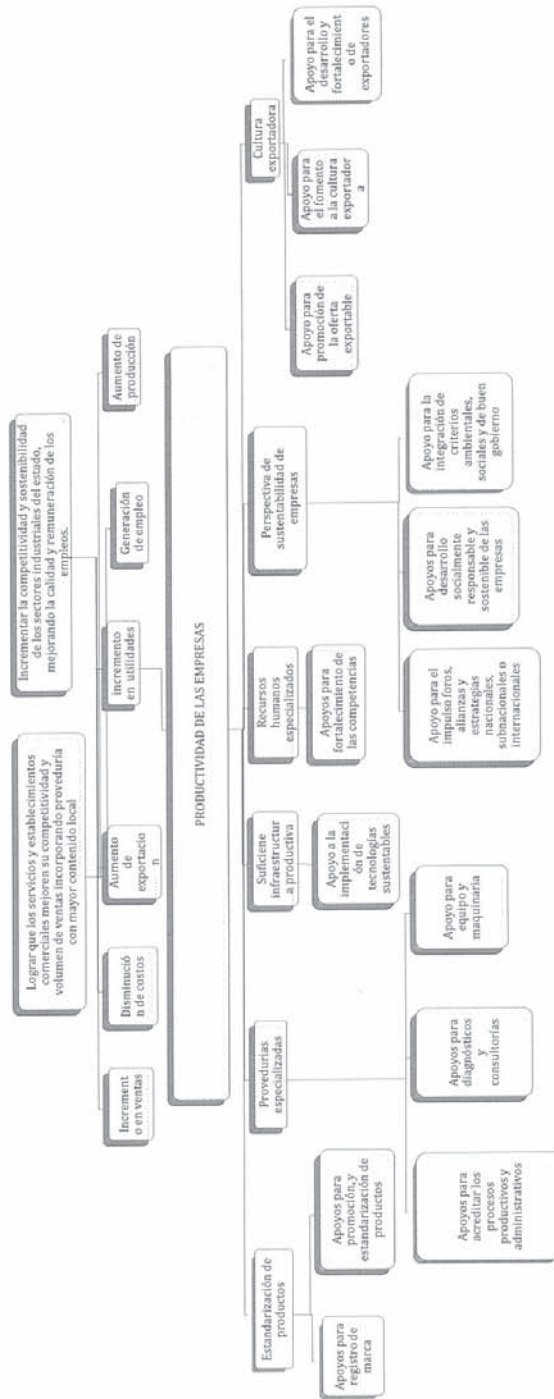 Lograr que los servicios y establecimientos
comerciales mejoren su competitividad y
volumen de ventas incorporando proveduría
con mayor contenido local
Incrementar la competitividad y sostenibilidad
de los sectores industriales del estado,
mejorando la calidad y remuneración de los
empleos.
Increment
o en ventas
Disminució
n de costos
Aumento
de
exportacio
n
Incremento
en utilidades
Generación
de empleo
Aumento de
producción
PRODUCTIVIDAD DE LAS EMPRESAS
Estandarización de
productos
Provedurías
especializadas
Suficiene
infraestructur
a productiva
Recursos
humanos
especializados
Perspectiva de
sustentabilidad de
empresas
Cultura
exportadora
Apoyos para
registro de
marca
Apoyos para
promoción, y
estandarización de
productos
Apoyo a la
implementaci
ón de
tecnologías
sustentables
Apoyos para
fortalecimiento de
las competencias
Apoyo para
promoción de
la oferta
exportable
Apoyo para
el fomento
a la cultura
exportador
a
Apoyo para el
desarrollo y
fortalecimient
o de
exportadores
Apoyos para
acreditar los
procesos
productivos y
administrativos
Apoyos para
diagnósticos
y
consultorías
Apoyo para
equipo y
maquinaria
Apoyo para el
impulso foros,
alianzas y
estrategias
nacionales,
subnacionales o
internacionales
Apoyos para
desarrollo
socialmente
responsable y
sostenible de las
empresas
Apoyo para la
integración de
criterios
ambientales,
sociales y de buen
gobierno